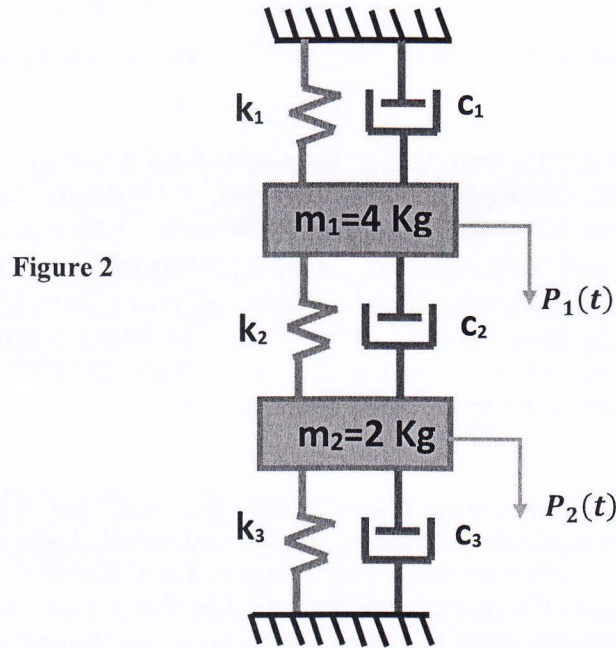 k₁
c₁
m₁=4 Kg
Figure 2
P₁(t)
k₂
c₂
m₂=2 Kg
P₂(t)
k₃
c₃